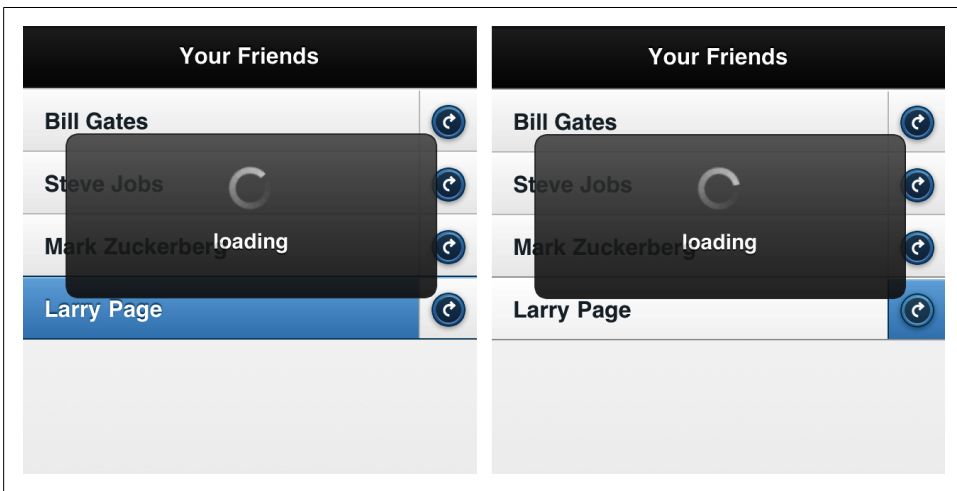 Your Friends
Bill Gates
Steve Jobs
Mark Zuckerberg
loading
Larry Page
Your Friends
Bill Gates
Steve Jobs
Mark Zuckerberg
loading
Larry Page